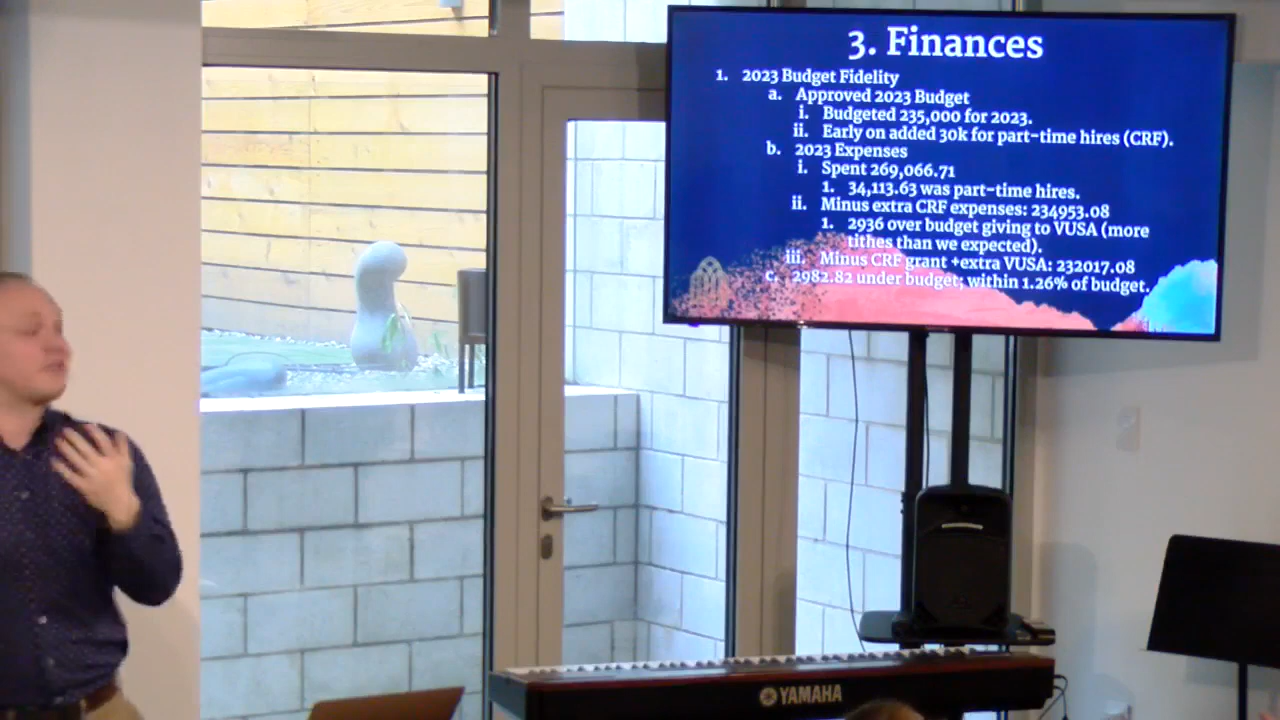 3. Finances
1. 2023 Budget Fidelity
a. Approved 2023 Budget
i. Budgeted 235,000 for 2023.
ii. Early on added 30k for part-time hires (CRF).
b. 2023 Expenses
i. Spent 269,066.71
1. 34,113.63 was part-time hires.
ii. Minus extra CRF expenses: 234953.08
1. 2936 over budget giving to VUSA (more
tithes than we expected).
iii. Minus CRF grant +extra VUSA: 232017.08
c. 2982.82 under budget; within 1.26% of budget.
YAMAHA